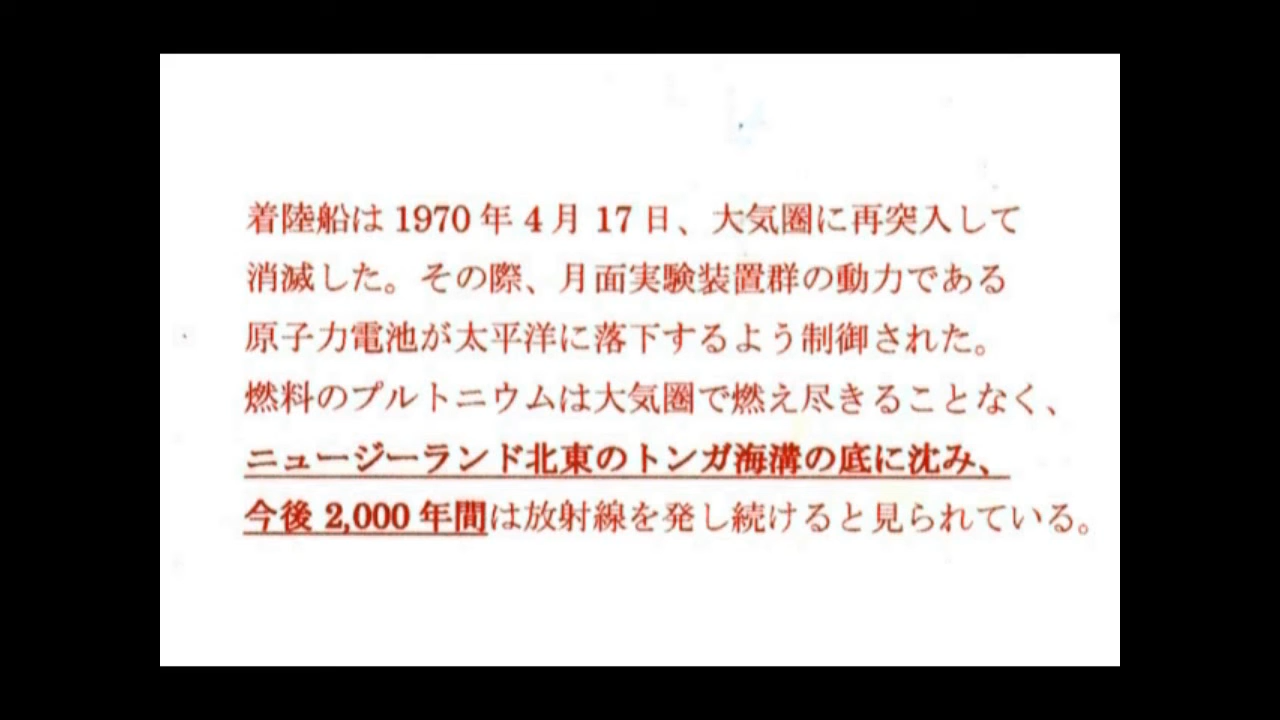 着陸船は 1970 年 4 月 17 日、大気圏に再突入して
消滅した。その際、月面実験装置群の動力である
原子力電池が太平洋に落下するよう制御された。
燃料のプルトニウムは大気圏で燃え尽きることなく、
ニュージーランド北東のトンガ海溝の底に沈み、
今後 2,000 年間は放射線を発し続けると見られている。